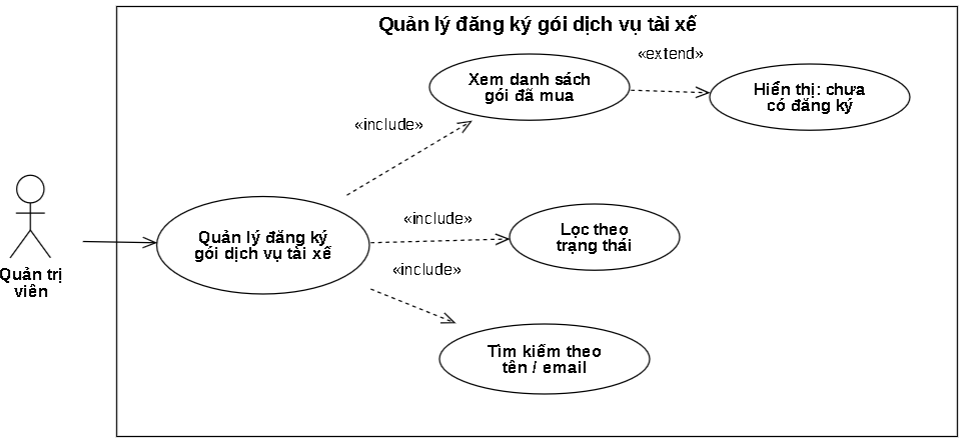 Quản lý đăng ký gói dịch vụ tài xế
«extend»
Xem danh sách
gói đã mua
Hiển thị: chưa
có đăng ký
«include»
Quản lý đăng ký
gói dịch vụ tài xế
«include»
Lọc theo
trạng thái
«include»
Quản trị
viên
Tìm kiếm theo
tên / email